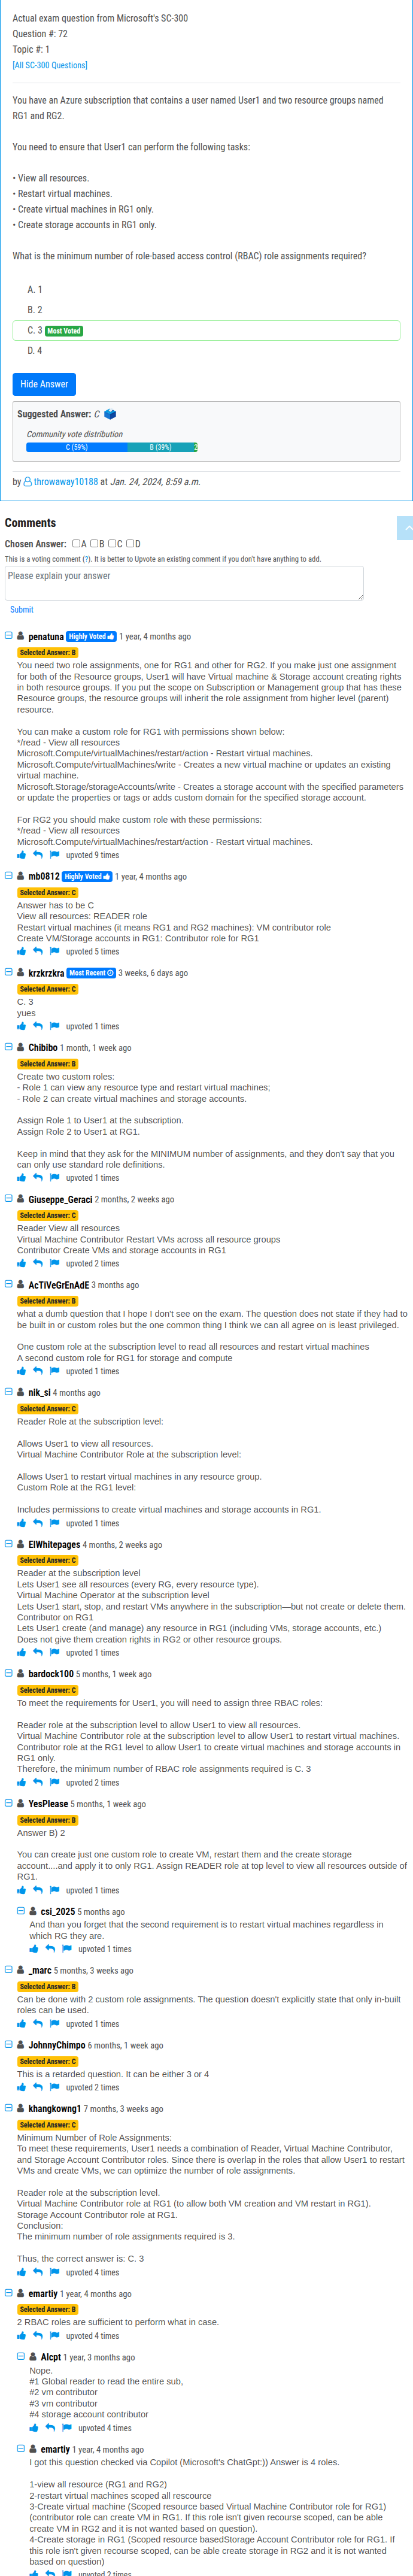 Actual exam question from Microsoft's SC-300
Question #: 72
Topic #: 1
[All SC-300 Questions]
You have an Azure subscription that contains a user named User1 and two resource groups named
RG1 and RG2.
You need to ensure that User1 can perform the following tasks:
• View all resources.
• Restart virtual machines.
• Create virtual machines in RG1 only.
• Create storage accounts in RG1 only.
What is the minimum number of role-based access control (RBAC) role assignments required?
A. 1
B. 2
C. 3 Most Voted
D. 4
Hide Answer
Suggested Answer: C
Community vote distribution
C (59%) B (39%)
by throwaway10188 at Jan. 24, 2024, 8:59 a.m.
Comments
Chosen Answer: A B C D
This is a voting comment (?). It is better to Upvote an existing comment if you don't have anything to add.
Please explain your answer
Submit
penatuna Highly Voted 1 year, 4 months ago
Selected Answer: B
You need two role assignments, one for RG1 and other for RG2. If you make just one assignment
for both of the Resource groups, User1 will have Virtual machine & Storage account creating rights
in both resource groups. If you put the scope on Subscription or Management group that has these
Resource groups, the resource groups will inherit the role assignment from higher level (parent)
resource.
You can make a custom role for RG1 with permissions shown below:
*/read - View all resources
Microsoft.Compute/virtualMachines/restart/action - Restart virtual machines.
Microsoft.Compute/virtualMachines/write - Creates a new virtual machine or updates an existing
virtual machine.
Microsoft.Storage/storageAccounts/write - Creates a storage account with the specified parameters
or update the properties or tags or adds custom domain for the specified storage account.
For RG2 you should make custom role with these permissions:
*/read - View all resources
Microsoft.Compute/virtualMachines/restart/action - Restart virtual machines.
upvoted 9 times
mb0812 Highly Voted 1 year, 4 months ago
Selected Answer: C
Answer has to be C
View all resources: READER role
Restart virtual machines (it means RG1 and RG2 machines): VM contributor role
Create VM/Storage accounts in RG1: Contributor role for RG1
upvoted 5 times
krzkrzkra Most Recent 3 weeks, 6 days ago
Selected Answer: C
C. 3
yues
upvoted 1 times
Chibibo 1 month, 1 week ago
Selected Answer: B
Create two custom roles:
- Role 1 can view any resource type and restart virtual machines;
- Role 2 can create virtual machines and storage accounts.
Assign Role 1 to User1 at the subscription.
Assign Role 2 to User1 at RG1.
Keep in mind that they ask for the MINIMUM number of assignments, and they don't say that you
can only use standard role definitions.
upvoted 1 times
Giuseppe_Geraci 2 months, 2 weeks ago
Selected Answer: C
Reader View all resources
Virtual Machine Contributor Restart VMs across all resource groups
Contributor Create VMs and storage accounts in RG1
upvoted 2 times
AcTiVeGrEnAdE 3 months ago
Selected Answer: B
what a dumb question that I hope I don't see on the exam. The question does not state if they had to
be built in or custom roles but the one common thing I think we can all agree on is least privileged.
One custom role at the subscription level to read all resources and restart virtual machines
A second custom role for RG1 for storage and compute
upvoted 1 times
nik_si 4 months ago
Selected Answer: C
Reader Role at the subscription level:
Allows User1 to view all resources.
Virtual Machine Contributor Role at the subscription level:
Allows User1 to restart virtual machines in any resource group.
Custom Role at the RG1 level:
Includes permissions to create virtual machines and storage accounts in RG1.
upvoted 1 times
ElWhitepages 4 months, 2 weeks ago
Selected Answer: C
Reader at the subscription level
Lets User1 see all resources (every RG, every resource type).
Virtual Machine Operator at the subscription level
Lets User1 start, stop, and restart VMs anywhere in the subscription—but not create or delete them.
Contributor on RG1
Lets User1 create (and manage) any resource in RG1 (including VMs, storage accounts, etc.)
Does not give them creation rights in RG2 or other resource groups.
upvoted 1 times
bardock100 5 months, 1 week ago
Selected Answer: C
To meet the requirements for User1, you will need to assign three RBAC roles:
Reader role at the subscription level to allow User1 to view all resources.
Virtual Machine Contributor role at the subscription level to allow User1 to restart virtual machines.
Contributor role at the RG1 level to allow User1 to create virtual machines and storage accounts in
RG1 only.
Therefore, the minimum number of RBAC role assignments required is C. 3
upvoted 2 times
YesPlease 5 months, 1 week ago
Selected Answer: B
Answer B) 2
You can create just one custom role to create VM, restart them and the create storage
account....and apply it to only RG1. Assign READER role at top level to view all resources outside of
RG1.
upvoted 1 times
csi_2025 5 months ago
And than you forget that the second requirement is to restart virtual machines regardless in
which RG they are.
upvoted 1 times
_marc 5 months, 3 weeks ago
Selected Answer: B
Can be done with 2 custom role assignments. The question doesn't explicitly state that only in-built
roles can be used.
upvoted 1 times
JohnnyChimpo 6 months, 1 week ago
Selected Answer: C
This is a retarded question. It can be either 3 or 4
upvoted 2 times
khangkowng1 7 months, 3 weeks ago
Selected Answer: C
Minimum Number of Role Assignments:
To meet these requirements, User1 needs a combination of Reader, Virtual Machine Contributor,
and Storage Account Contributor roles. Since there is overlap in the roles that allow User1 to restart
VMs and create VMs, we can optimize the number of role assignments.
Reader role at the subscription level.
Virtual Machine Contributor role at RG1 (to allow both VM creation and VM restart in RG1).
Storage Account Contributor role at RG1.
Conclusion:
The minimum number of role assignments required is 3.
Thus, the correct answer is: C. 3
upvoted 4 times
emartiy 1 year, 4 months ago
Selected Answer: B
2 RBAC roles are sufficient to perform what in case.
upvoted 4 times
Alcpt 1 year, 3 months ago
Nope.
#1 Global reader to read the entire sub,
#2 vm contributor
#3 vm contributor
#4 storage account contributor
upvoted 4 times
emartiy 1 year, 4 months ago
I got this question checked via Copilot (Microsoft's ChatGpt:)) Answer is 4 roles.
1-view all resource (RG1 and RG2)
2-restart virtual machines scoped all rescource
3-Create virtual machine (Scoped resource based Virtual Machine Contributor role for RG1)
(contributor role can create VM in RG1. If this role isn't given recourse scoped, can be able
create VM in RG2 and it is not wanted based on question).
4-Create storage in RG1 (Scoped resource basedStorage Account Contributor role for RG1. If
this role isn't given resource scoped, can be able create storage in RG2 and it is not wanted
based on question)
upvoted 2 times